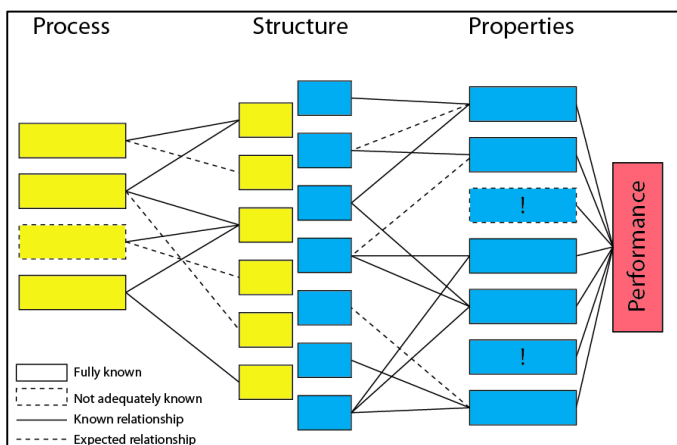 Process
Structure
Properties
!
!
Performance
Fully known
Not adequately known
Known relationship
Expected relationship